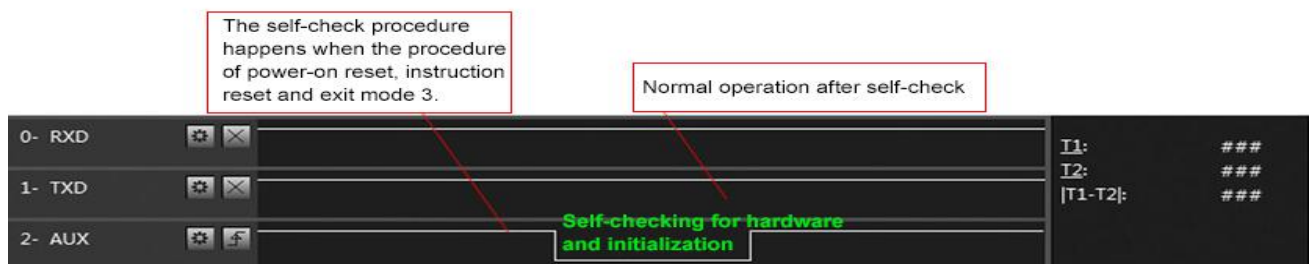 The self-check procedure
happens when the procedure
of power-on reset, instruction
reset and exit mode 3.
Normal operation after self-check
0- RXD
T1: ###
1- TXD
T2: ###
|T1-T2|: ###
2- AUX
Self-checking for hardware
and initialization